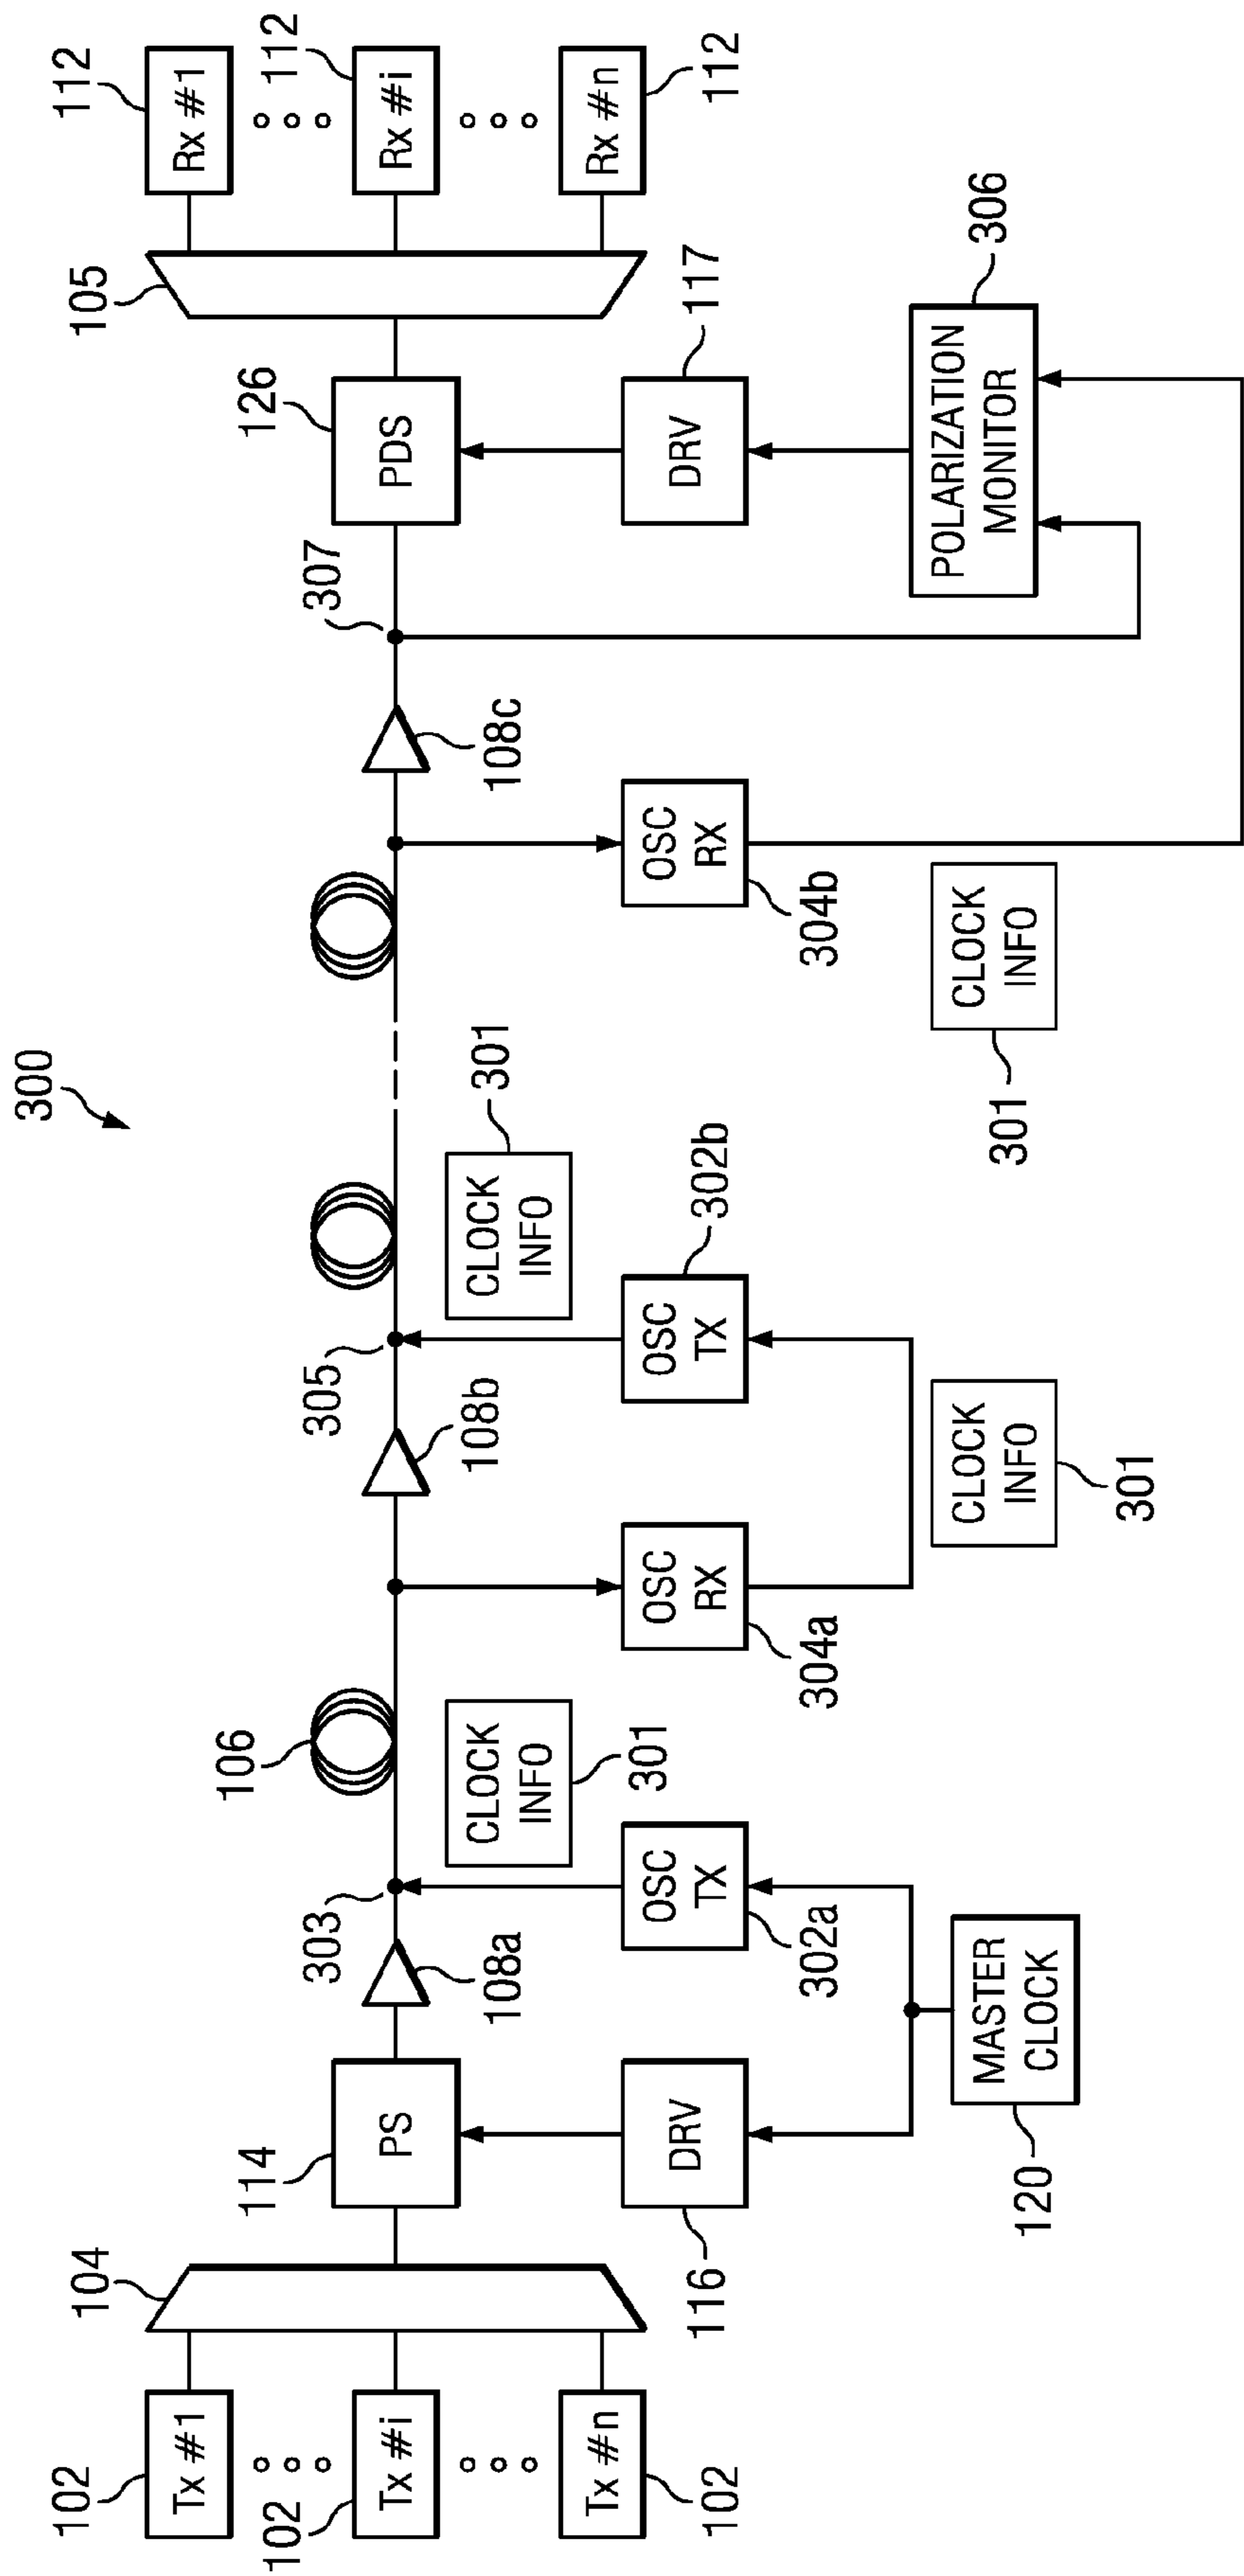 300
102
Tx #1
102
Tx #i
Tx #n
102
104
114
PS
DRV
116
MASTER
CLOCK
120
108a
303
OSC
TX
302a
CLOCK
INFO
301
106
OSC
RX
304a
108b
305
CLOCK
INFO
301
OSC
TX
302b
CLOCK
INFO
301
OSC
RX
304b
CLOCK
INFO
301
108c
307
126
PDS
DRV
117
POLARIZATION
MONITOR
306
105
112
Rx #1
112
Rx #i
Rx #n
112